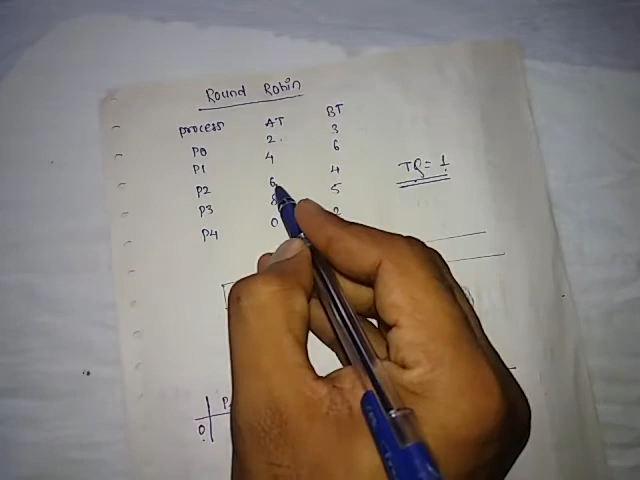 Round Robin
process AT BT
P0 2 3
P1 4 6
P2 6 4
P3 8 5
P4 0 2
TQ = 1
0